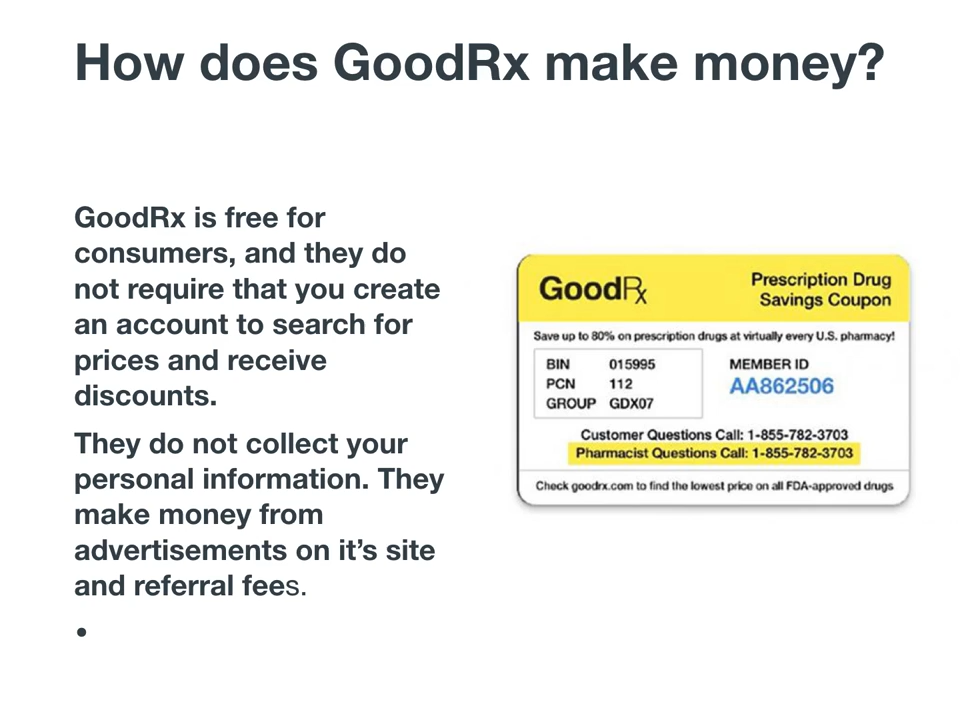 How does GoodRx make money?
GoodRx is free for
consumers, and they do
not require that you create
an account to search for
prices and receive
discounts.
They do not collect your
personal information. They
make money from
advertisements on it’s site
and referral fees.
•
GoodRx
Prescription Drug
Savings Coupon
Save up to 80% on prescription drugs at virtually every U.S. pharmacy!
BIN 015995
PCN 112
GROUP GDX07
MEMBER ID
AA862506
Customer Questions Call: 1-855-782-3703
Pharmacist Questions Call: 1-855-782-3703
Check goodrx.com to find the lowest price on all FDA-approved drugs